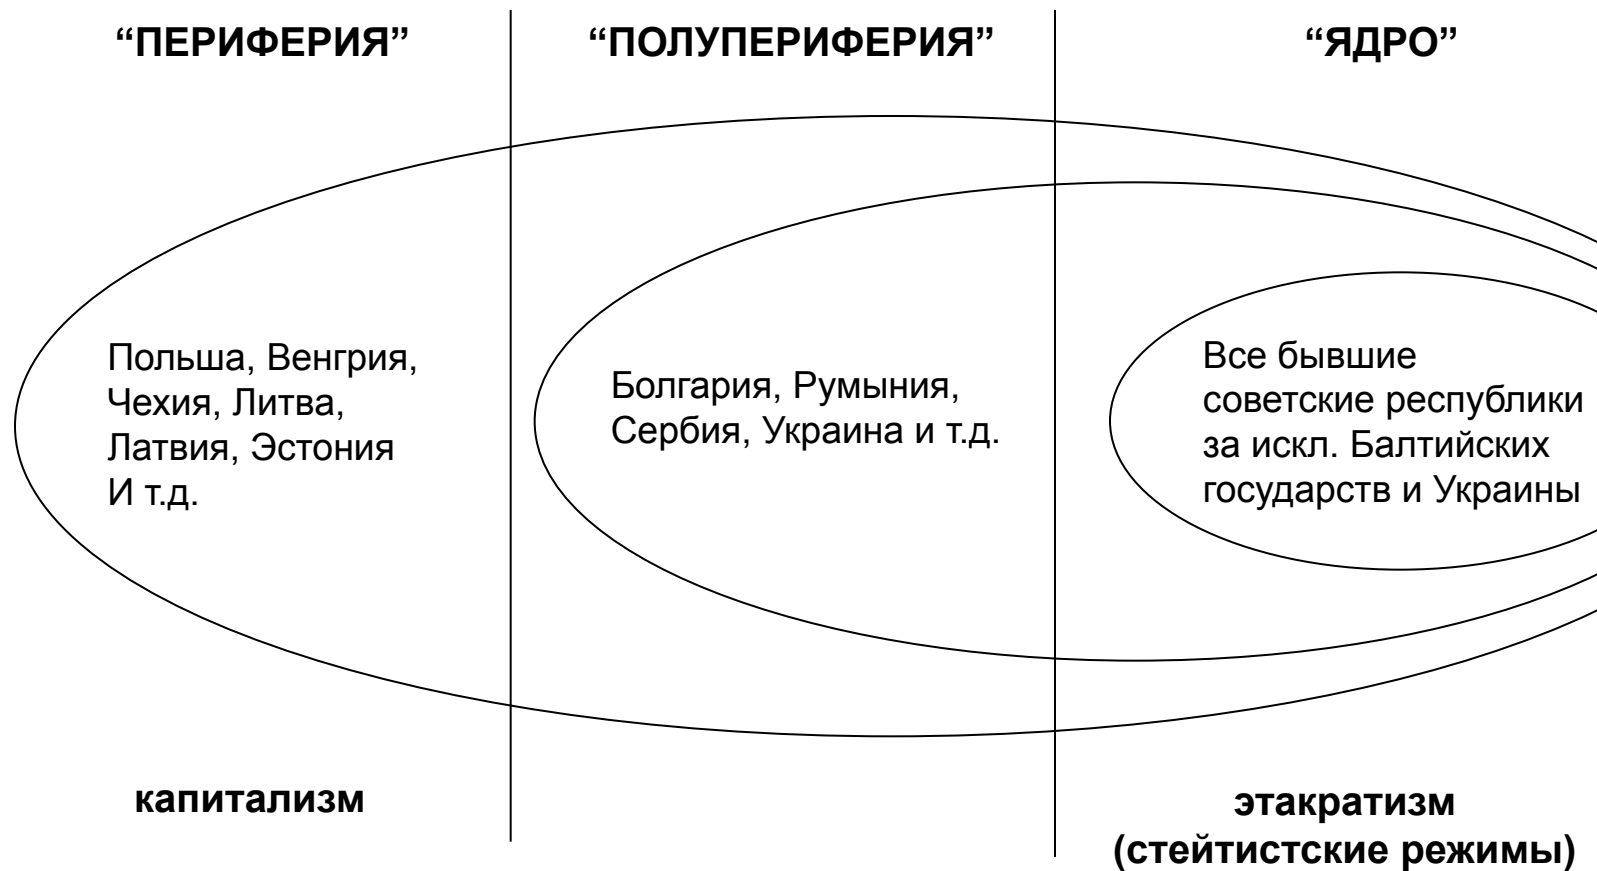 “ПЕРИФЕРИЯ”
“ПОЛУПЕРИФЕРИЯ”
“ЯДРО”
Польша, Венгрия,
Чехия, Литва,
Латвия, Эстония
И т.д.
Болгария, Румыния,
Сербия, Украина и т.д.
Все бывшие
советские республики
за искл. Балтийских
государств и Украины
капитализм
этакратизм
(стейтистские режимы)